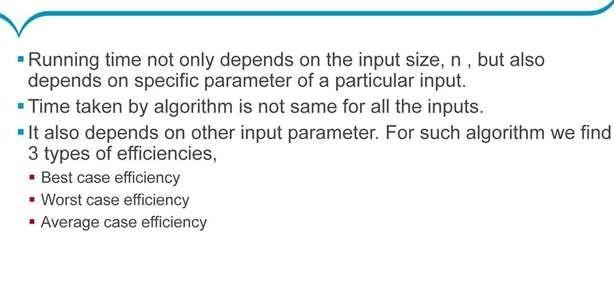 Running time not only depends on the input size, n , but also
depends on specific parameter of a particular input.
Time taken by algorithm is not same for all the inputs.
It also depends on other input parameter. For such algorithm we find
3 types of efficiencies,
Best case efficiency
Worst case efficiency
Average case efficiency